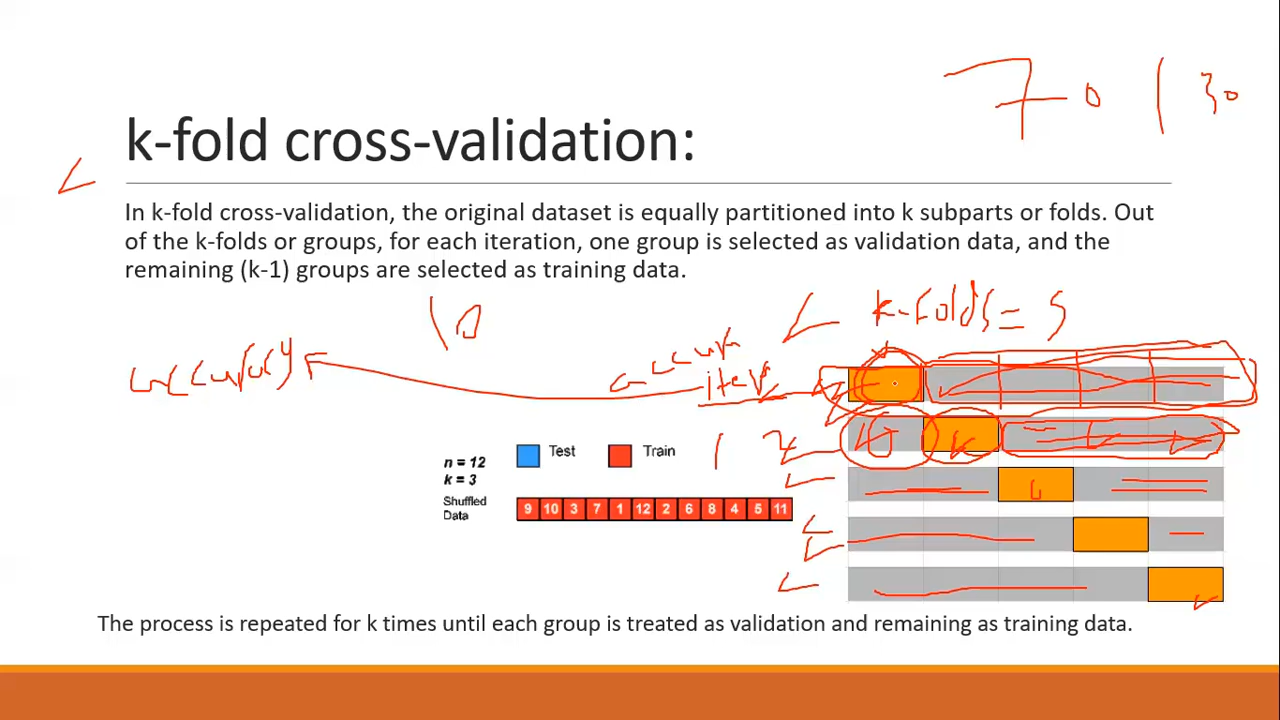 70 | 30
k-fold cross-validation:
In k-fold cross-validation, the original dataset is equally partitioned into k subparts or folds. Out
of the k-folds or groups, for each iteration, one group is selected as validation data, and the
remaining (k-1) groups are selected as training data.
k-folds = 5
10
accuracy
iter
n = 12
k = 3
Test
Train
Shuffled
Data
9 10 3 7 1 12 2 6 8 4 5 11
The process is repeated for k times until each group is treated as validation and remaining as training data.